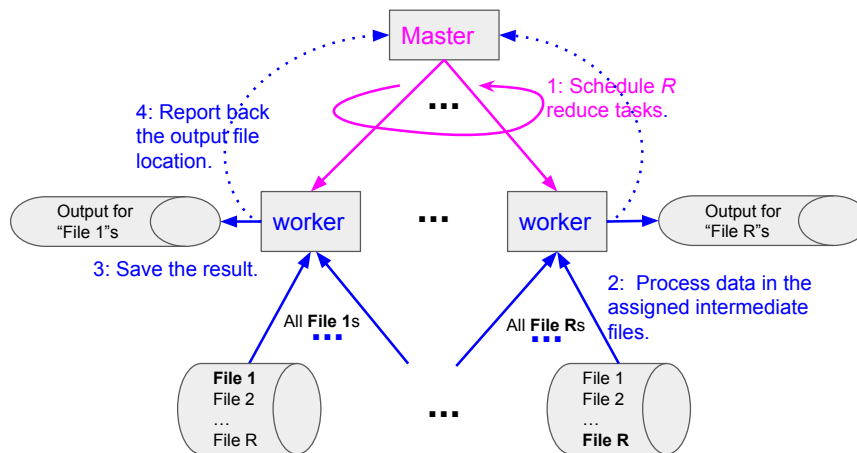 Master
1: Schedule R
reduce tasks.
...
4: Report back
the output file
location.
Output for
“File 1”s
worker
...
worker
Output for
“File R”s
3: Save the result.
2:  Process data in the
assigned intermediate
files.
All File 1s
...
All File Rs
...
File 1
File 2
…
File R
...
File 1
File 2
…
File R